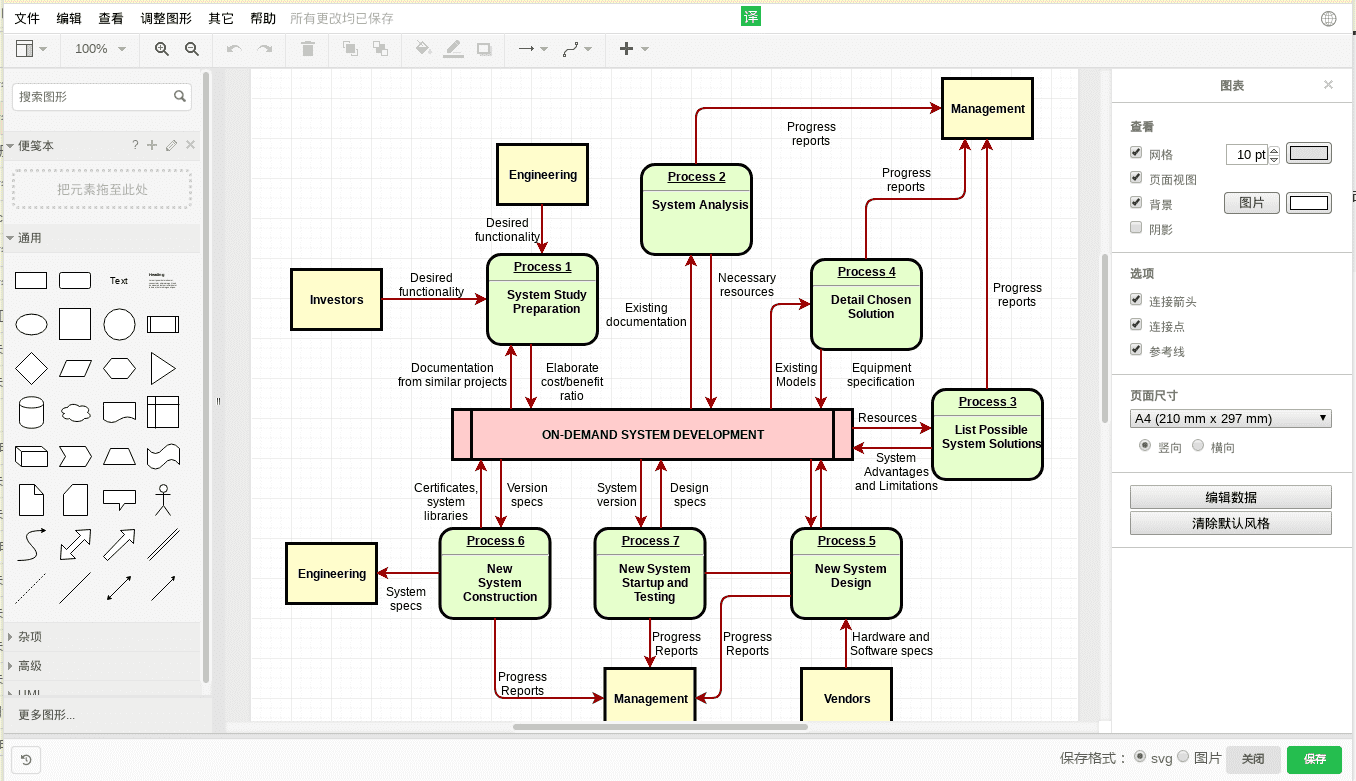 文件 编辑 查看 调整图形 其它 帮助 所有更改均已保存
译
100%
搜索图形
便笺本
?
把元素拖至此处
通用
Text
Heading
杂项
高级
UML
更多图形...
Management
Progress
reports
Engineering
Process 2
System Analysis
Progress
reports
Desired
functionality
Process 1
System Study
Preparation
Investors
Desired
functionality
Necessary
resources
Process 4
Detail Chosen
Solution
Existing
documentation
Progress
reports
Documentation
from similar projects
Elaborate
cost/benefit
ratio
Existing
Models
Equipment
specification
Process 3
List Possible
System Solutions
Resources
ON-DEMAND SYSTEM DEVELOPMENT
System
Advantages
and Limitations
Certificates,
system
libraries
Version
specs
System
version
Design
specs
Process 6
New
System
Construction
Process 7
New System
Startup and
Testing
Process 5
New System
Design
Engineering
System
specs
Progress
Reports
Progress
Reports
Progress
Reports
Hardware and
Software specs
Management
Vendors
图表
查看
网格
10 pt
页面视图
背景
图片
阴影
选项
连接箭头
连接点
参考线
页面尺寸
A4 (210 mm x 297 mm)
竖向 横向
编辑数据
清除默认风格
保存格式： svg 图片 关闭 保存